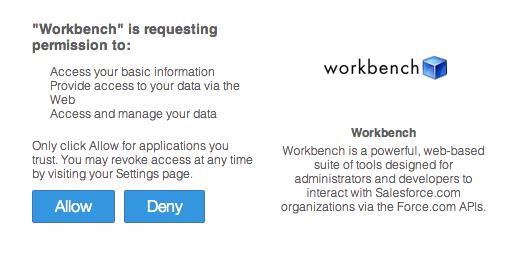 "Workbench" is requesting
permission to:
Access your basic information
Provide access to your data via the
Web
Access and manage your data
Only click Allow for applications you
trust. You may revoke access at any time
by visiting your Settings page.
Allow
Deny
workbench
Workbench
Workbench is a powerful, web-based
suite of tools designed for
administrators and developers to
interact with Salesforce.com
organizations via the Force.com APIs.